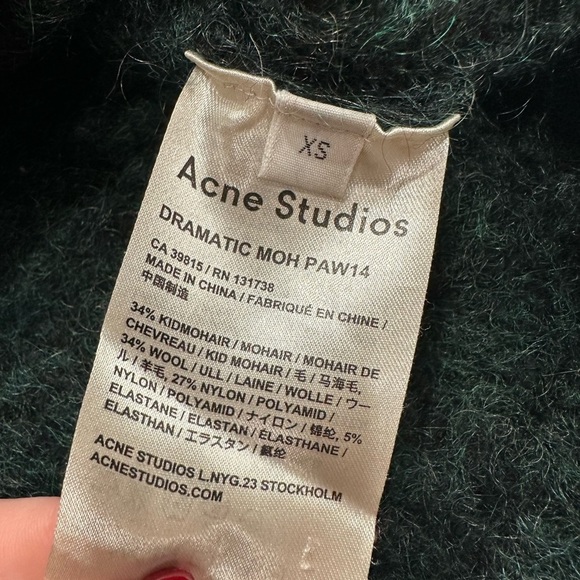 XS
Acne Studios
DRAMATIC MOH PAW14
CA 39815 / RN 131738
MADE IN CHINA / FABRIQUÉ EN CHINE /
中国制造
34% KIDMOHAIR / MOHAIR / MOHAIR DE
CHEVREAU / KID MOHAIR / 毛 / 马海毛,
34% WOOL / ULL / LAINE / WOLLE / ウー
ル / 羊毛, 27% NYLON / POLYAMID /
NYLON / POLYAMID / ナイロン / 锦纶, 5%
ELASTANE / ELASTAN / ÉLASTHANE /
ELASTHAN / エラスタン / 氨纶
ACNE STUDIOS L.NYG.23 STOCKHOLM
ACNESTUDIOS.COM